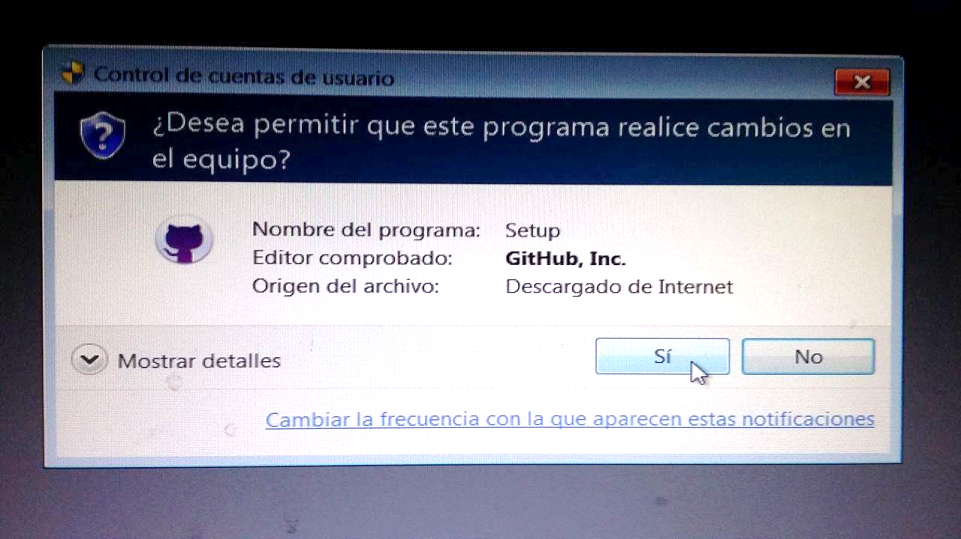 Control de cuentas de usuario
¿Desea permitir que este programa realice cambios en
el equipo?
Nombre del programa: Setup
Editor comprobado: GitHub, Inc.
Origen del archivo: Descargado de Internet
Mostrar detalles
Sí
No
Cambiar la frecuencia con la que aparecen estas notificaciones